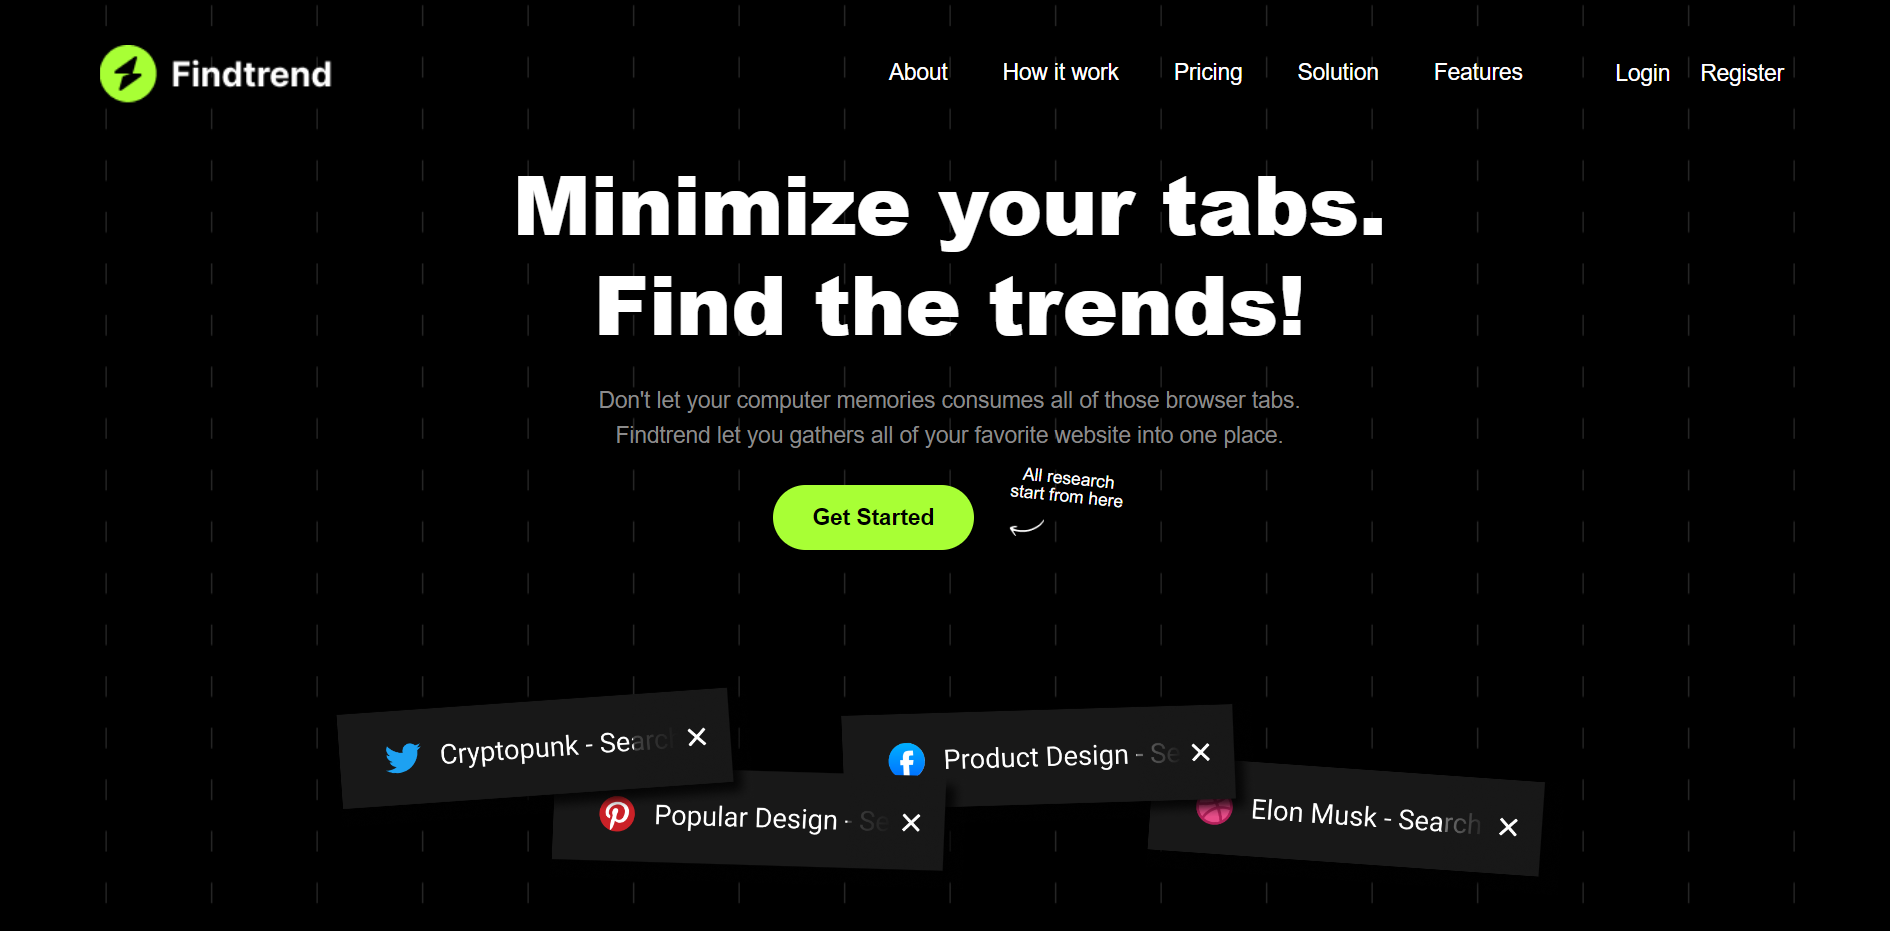 Findtrend
About How it work Pricing Solution Features Login Register
Minimize your tabs.
Find the trends!
Don't let your computer memories consumes all of those browser tabs.
Findtrend let you gathers all of your favorite website into one place.
All research
start from here
Get Started
Cryptopunk - Search
Product Design - Se
Popular Design - Se
Elon Musk - Search